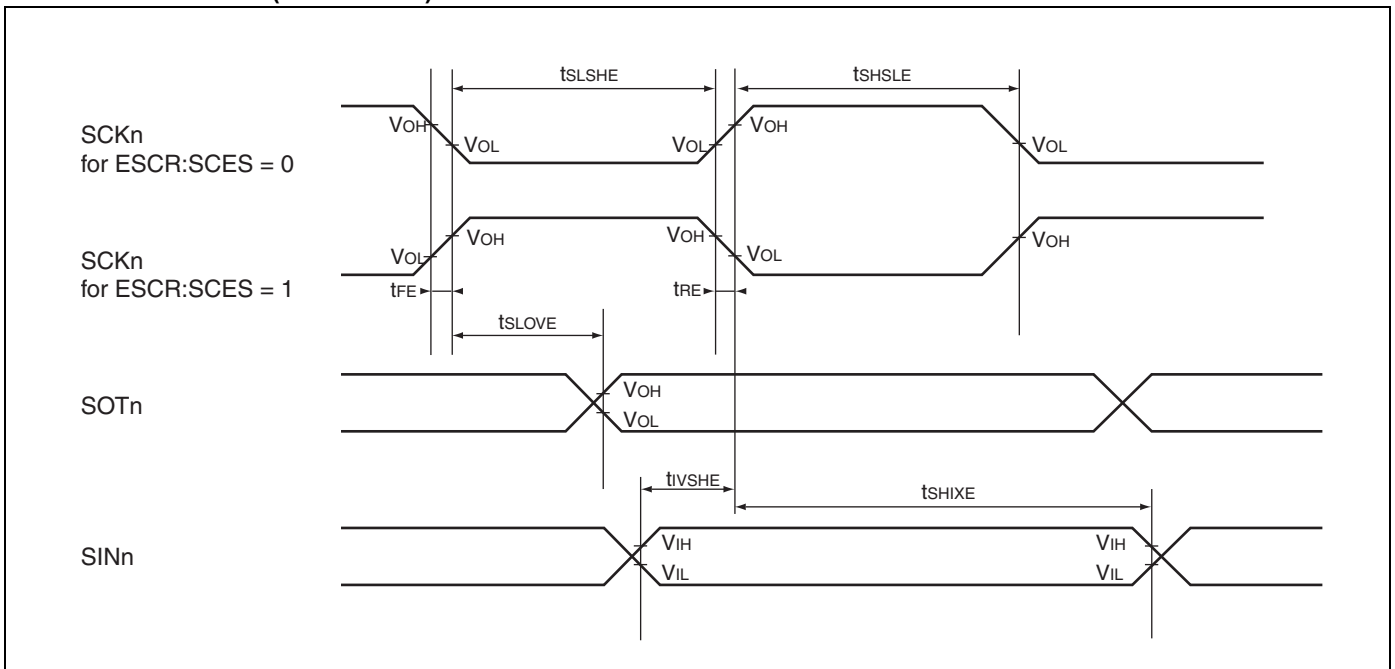 tSLSHE tSHSLE
SCKn
for ESCR:SCES = 0
VOH VOL VOL VOH VOL
SCKn
for ESCR:SCES = 1
VOL VOH VOH VOL VOH
tFE tRE
tSLOVE
SOTn
VOH
VOL
tIVSHE tSHIXE
SINn
VIH VIH
VIL VIL